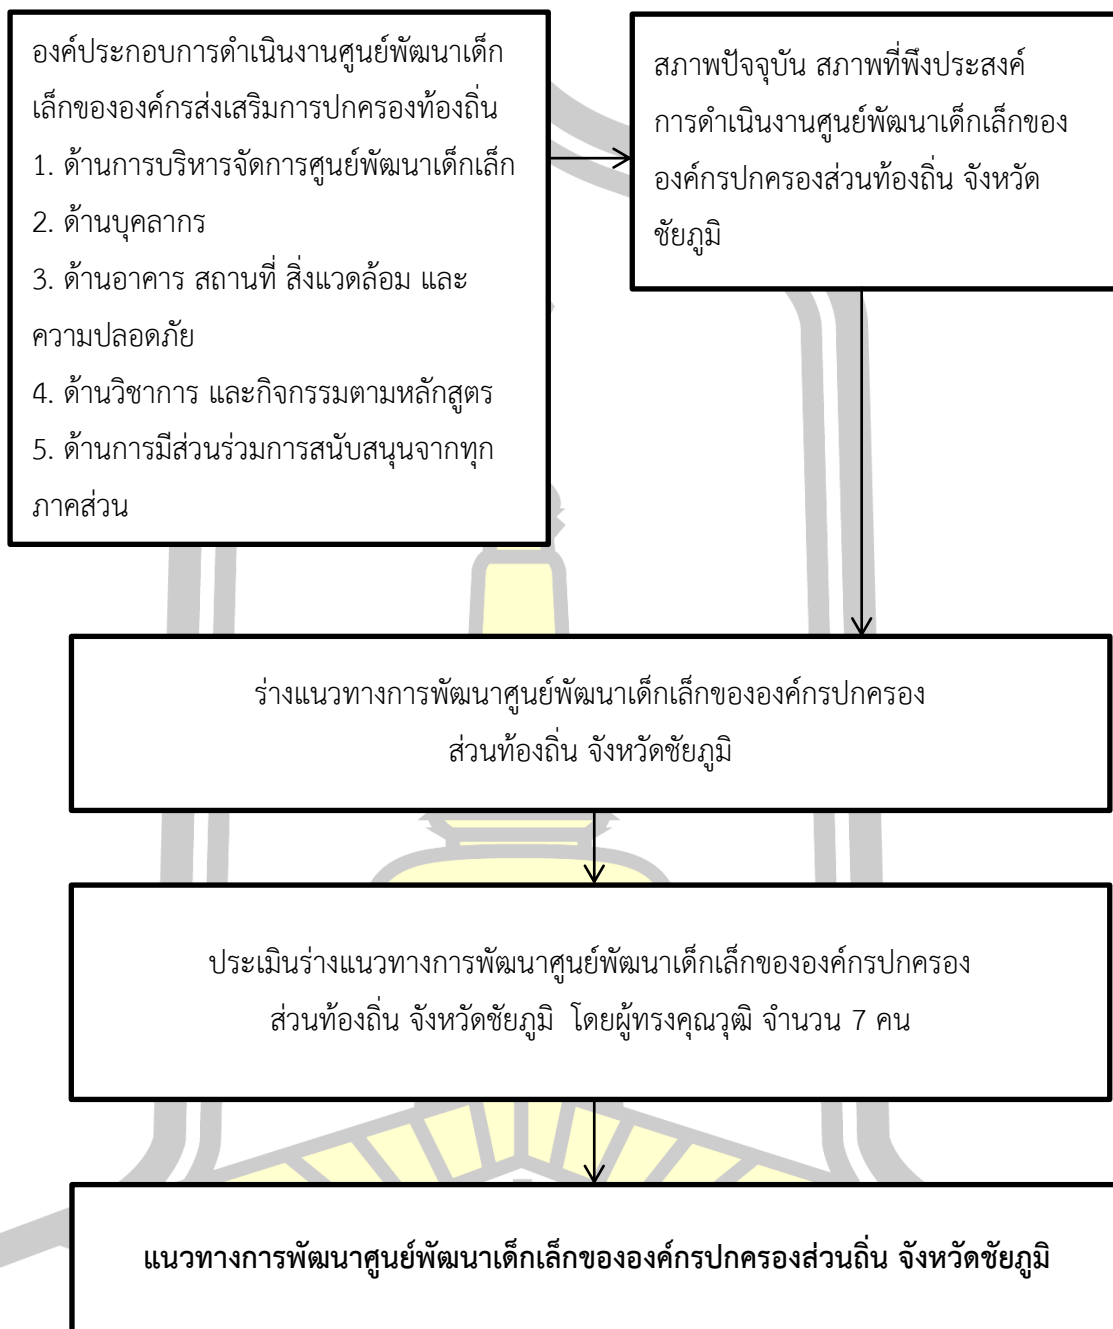 องค์ประกอบการดำเนินงานศูนย์พัฒนาเด็ก
เล็กขององค์กรส่งเสริมการปกครองท้องถิ่น
1. ด้านการบริหารจัดการศูนย์พัฒนาเด็กเล็ก
2. ด้านบุคลากร
3. ด้านอาคาร สถานที่ สิ่งแวดล้อม และ
ความปลอดภัย
4. ด้านวิชาการ และกิจกรรมตามหลักสูตร
5. ด้านการมีส่วนร่วมการสนับสนุนจากทุก
ภาคส่วน
สภาพปัจจุบัน สภาพที่พึงประสงค์
การดำเนินงานศูนย์พัฒนาเด็กเล็กของ
องค์กรปกครองส่วนท้องถิ่น จังหวัด
ชัยภูมิ
ร่างแนวทางการพัฒนาศูนย์พัฒนาเด็กเล็กขององค์กรปกครอง
ส่วนท้องถิ่น จังหวัดชัยภูมิ
ประเมินร่างแนวทางการพัฒนาศูนย์พัฒนาเด็กเล็กขององค์กรปกครอง
ส่วนท้องถิ่น จังหวัดชัยภูมิ โดยผู้ทรงคุณวุฒิ จำนวน 7 คน
แนวทางการพัฒนาศูนย์พัฒนาเด็กเล็กขององค์กรปกครองส่วนถิ่น จังหวัดชัยภูมิ